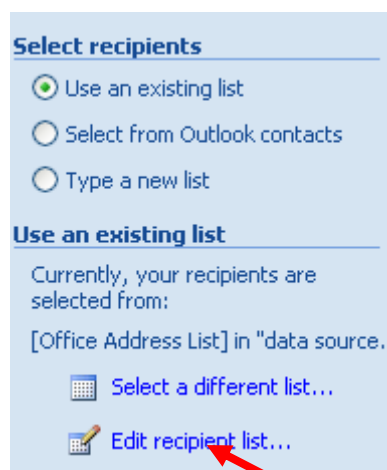 Select recipients
Use an existing list
Select from Outlook contacts
Type a new list
Use an existing list
Currently, your recipients are
selected from:
[Office Address List] in "data source.
Select a different list...
Edit recipient list...